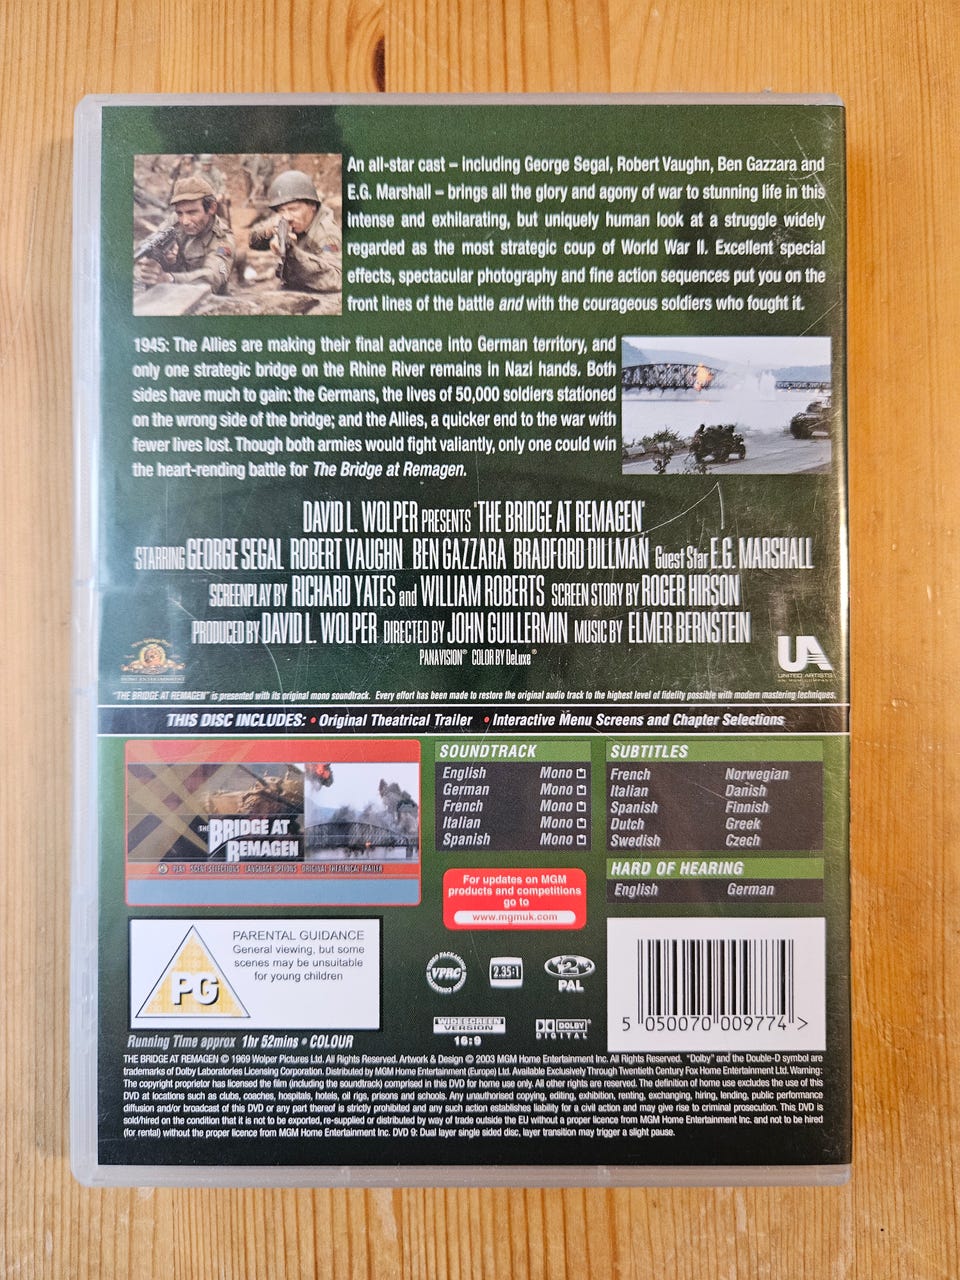 An all-star cast – including George Segal, Robert Vaughn, Ben Gazzara and
E.G. Marshall – brings all the glory and agony of war to stunning life in this
intense and exhilarating, but uniquely human look at a struggle widely
regarded as the most strategic coup of World War II. Excellent special
effects, spectacular photography and fine action sequences put you on the
front lines of the battle and with the courageous soldiers who fought it.
1945: The Allies are making their final advance into German territory, and
only one strategic bridge on the Rhine River remains in Nazi hands. Both
sides have much to gain: the Germans, the lives of 50,000 soldiers stationed
on the wrong side of the bridge; and the Allies, a quicker end to the war with
fewer lives lost. Though both armies would fight valiantly, only one could win
the heart-rending battle for The Bridge at Remagen.
DAVID L. WOLPER PRESENTS 'THE BRIDGE AT REMAGEN'
STARRING GEORGE SEGAL ROBERT VAUGHN BEN GAZZARA BRADFORD DILLMAN Guest Star E.G. MARSHALL
SCREENPLAY BY RICHARD YATES and WILLIAM ROBERTS SCREEN STORY BY ROGER HIRSON
PRODUCED BY DAVID L. WOLPER DIRECTED BY JOHN GUILLERMIN MUSIC BY ELMER BERNSTEIN
PANAVISION® COLOR BY DeLuxe®
HOME ENTERTAINMENT
UA
UNITED ARTISTS
AN MGM COMPANY
"THE BRIDGE AT REMAGEN" is presented with its original mono soundtrack. Every effort has been made to restore the original audio track to the highest level of fidelity possible with modern mastering techniques.
THIS DISC INCLUDES: • Original Theatrical Trailer • Interactive Menu Screens and Chapter Selections
THE BRIDGE AT
REMAGEN
PLAY SCENE SELECTIONS LANGUAGE OPTIONS ORIGINAL THEATRICAL TRAILER
SOUNDTRACK
English Mono
German Mono
French Mono
Italian Mono
Spanish Mono
SUBTITLES
French Norwegian
Italian Danish
Spanish Finnish
Dutch Greek
Swedish Czech
HARD OF HEARING
English German
For updates on MGM
products and competitions
go to
www.mgmuk.com
PARENTAL GUIDANCE
General viewing, but some
scenes may be unsuitable
for young children
PG
VPRC
2.35:1
2
PAL
WIDESCREEN
VERSION
16:9
DOLBY
DIGITAL
5 050070 009774 >
Running Time approx 1hr 52mins • COLOUR
THE BRIDGE AT REMAGEN © 1969 Wolper Pictures Ltd. All Rights Reserved. Artwork & Design © 2003 MGM Home Entertainment Inc. All Rights Reserved. "Dolby" and the Double-D symbol are
trademarks of Dolby Laboratories Licensing Corporation. Distributed by MGM Home Entertainment (Europe) Ltd. Available Exclusively Through Twentieth Century Fox Home Entertainment Ltd. Warning:
The copyright proprietor has licensed the film (including the soundtrack) comprised in this DVD for home use only. All other rights are reserved. The definition of home use excludes the use of this
DVD at locations such as clubs, coaches, hospitals, hotels, oil rigs, prisons and schools. Any unauthorised copying, editing, exhibition, renting, exchanging, hiring, lending, public performance
diffusion and/or broadcast of this DVD or any part thereof is strictly prohibited and any such action establishes liability for a civil action and may give rise to criminal prosecution. This DVD is
sold/hired on the condition that it is not to be exported, re-supplied or distributed by way of trade outside the EU without a proper licence from MGM Home Entertainment Inc. and not to be hired
(for rental) without the proper licence from MGM Home Entertainment Inc. DVD 9: Dual layer single sided disc, layer transition may trigger a slight pause.